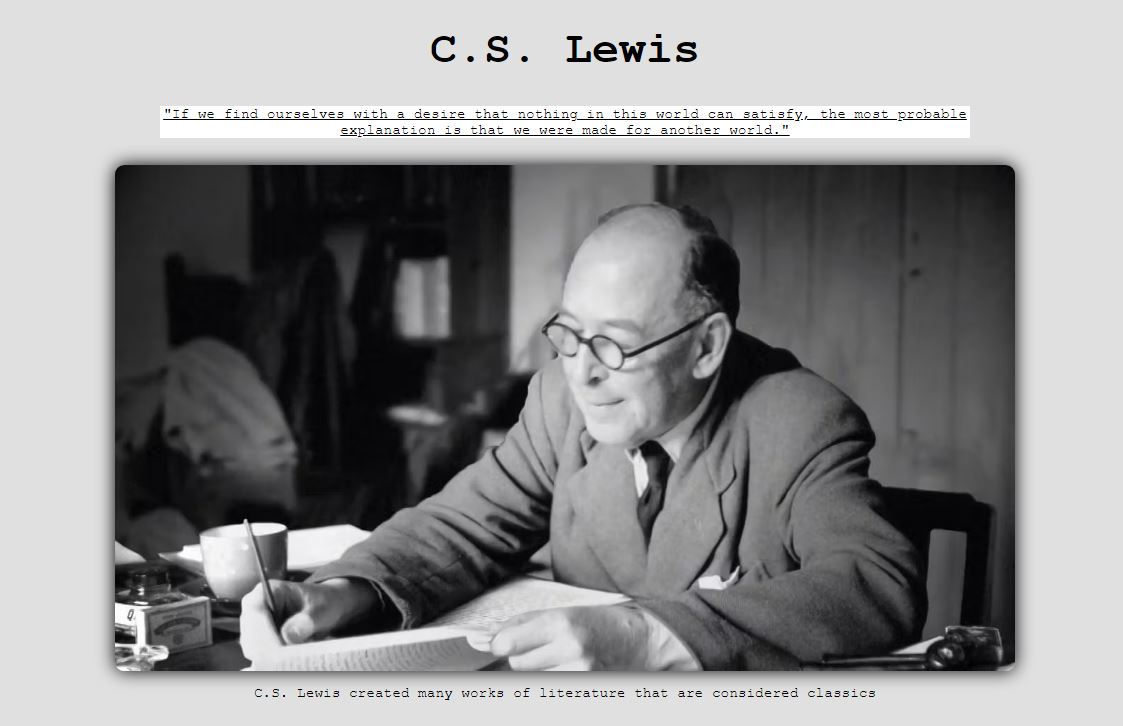 C.S. Lewis
"If we find ourselves with a desire that nothing in this world can satisfy, the most probable
explanation is that we were made for another world."
C.S. Lewis created many works of literature that are considered classics